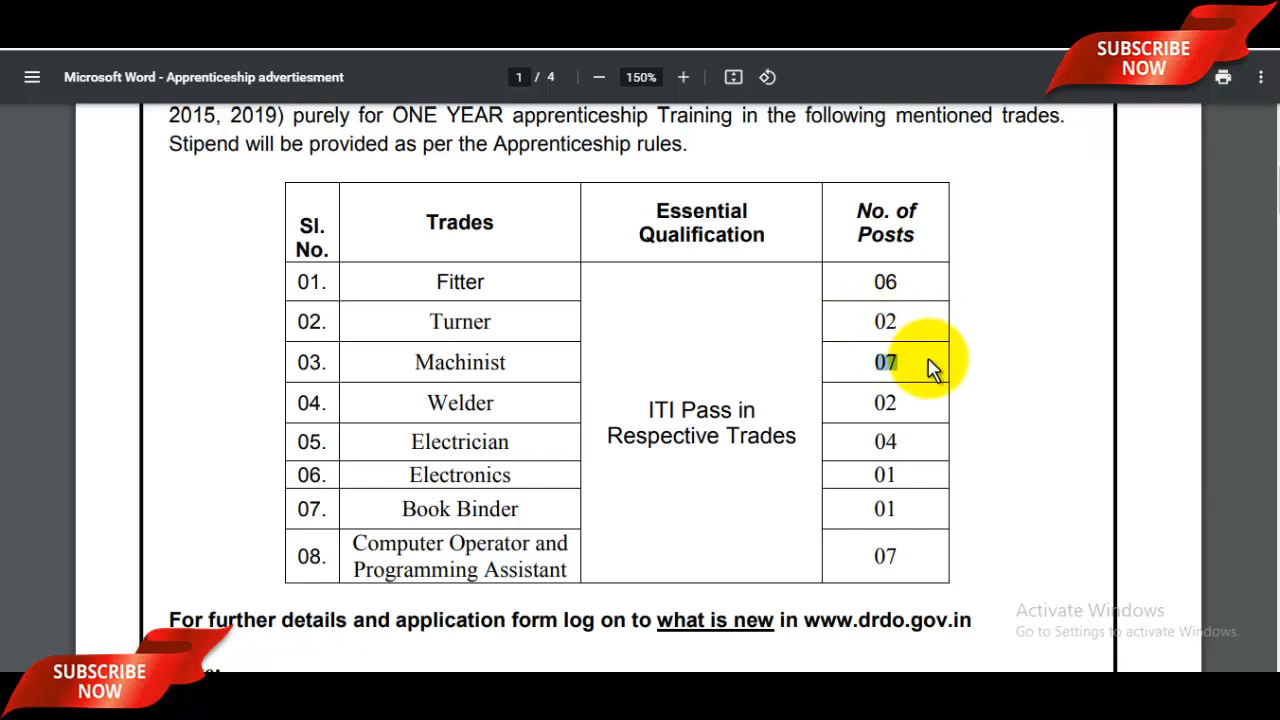 SUBSCRIBE
NOW
Microsoft Word - Apprenticeship advertiesment
1 / 4
150%
2015, 2019) purely for ONE YEAR apprenticeship Training in the following mentioned trades.
Stipend will be provided as per the Apprenticeship rules.
Sl. No. Trades Essential Qualification No. of Posts
01. Fitter 06
02. Turner 02
03. Machinist 07
04. Welder 02
ITI Pass in
Respective Trades
05. Electrician 04
06. Electronics 01
07. Book Binder 01
08. Computer Operator and
Programming Assistant 07
For further details and application form log on to what is new in www.drdo.gov.in
Activate Windows
Go to Settings to activate Windows.
SUBSCRIBE
NOW